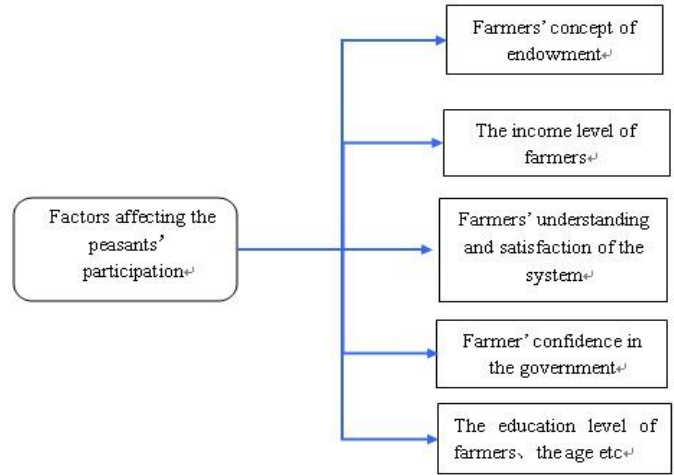 Farmers’ concept of
endowment↵
The income level of
farmers↵
Factors affecting the
peasants’
participation↵
Farmers’ understanding
and satisfaction of the
system↵
Farmer’ confidence in
the government↵
The education level of
farmers、the age etc↵